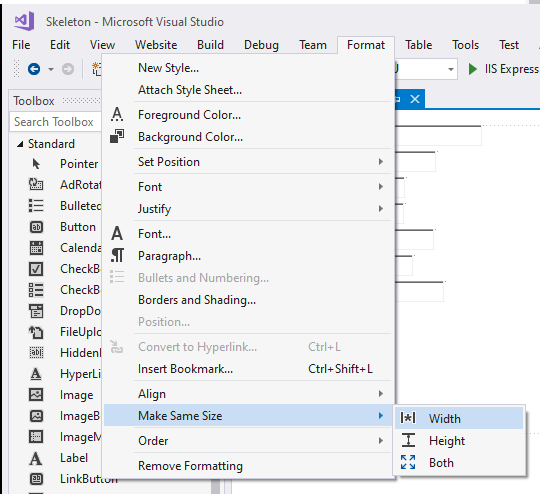 Skeleton - Microsoft Visual Studio
File Edit View Website Build Debug Team Format Table Tools Test
IIS Express
Toolbox
Search Toolbox
Standard
Pointer
AdRotat
Bulleted
Button
Calenda
CheckB
CheckB
DropDo
FileUplo
Hidden
HyperLi
Image
ImageB
ImageM
Label
LinkButton
New Style...
Attach Style Sheet...
Foreground Color...
Background Color...
Set Position
Font
Justify
Font...
Paragraph...
Bullets and Numbering...
Borders and Shading...
Position...
Convert to Hyperlink... Ctrl+L
Insert Bookmark... Ctrl+Shift+L
Align
Make Same Size
Order
Remove Formatting
Width
Height
Both